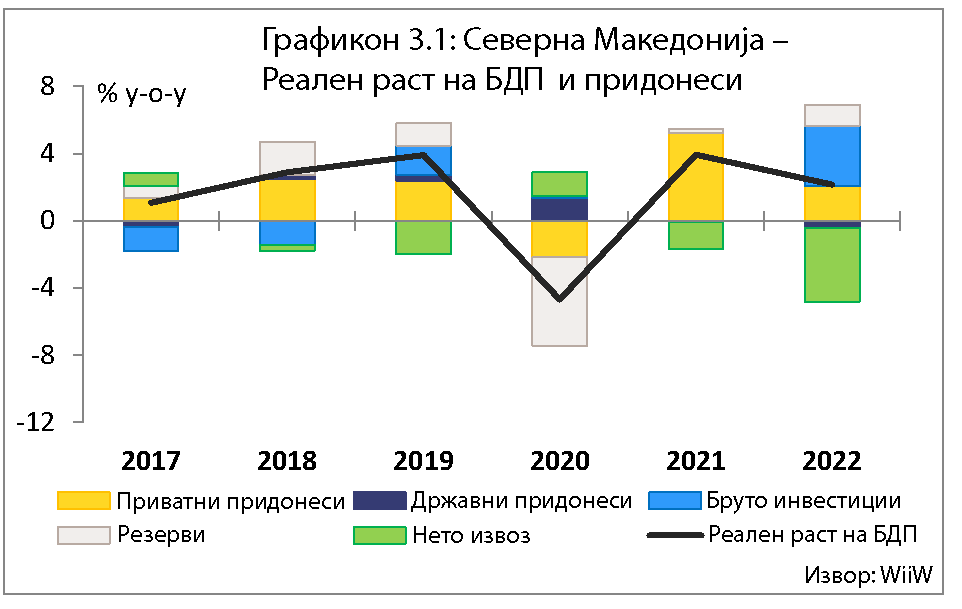 Графикон 3.1: Северна Македонија –
Реален раст на БДП и придонеси
% y-o-y
8
4
0
-4
-8
-12
2017 2018 2019 2020 2021 2022
Приватни придонеси Државни придонеси Бруто инвестиции
Резерви Нето извоз Реален раст на БДП
Извор: WiiW